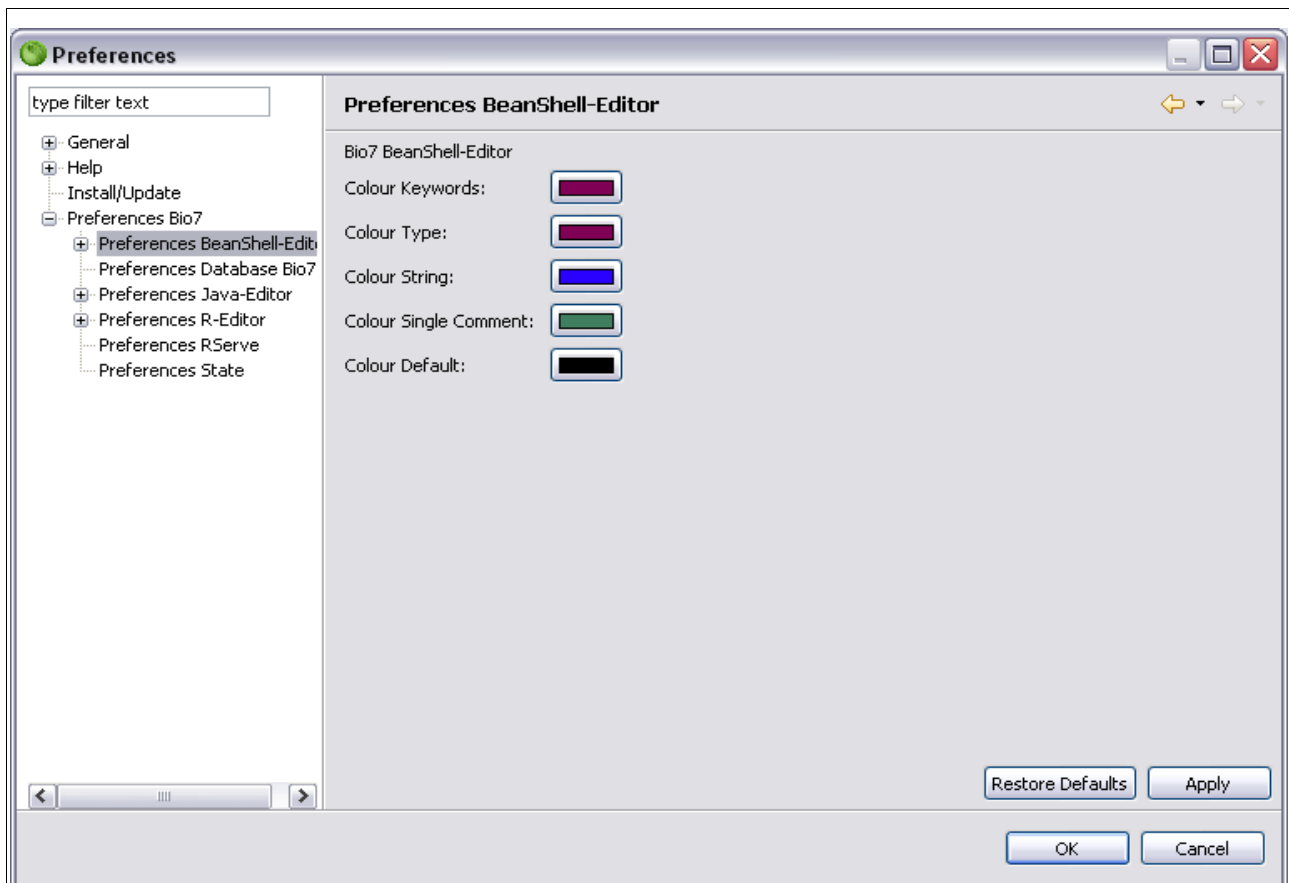 Preferences
type filter text
General
Help
Install/Update
Preferences Bio7
Preferences BeanShell-Edit
Preferences Database Bio7
Preferences Java-Editor
Preferences R-Editor
Preferences RServe
Preferences State
Preferences BeanShell-Editor
Bio7 BeanShell-Editor
Colour Keywords:
Colour Type:
Colour String:
Colour Single Comment:
Colour Default:
Restore Defaults Apply
OK Cancel